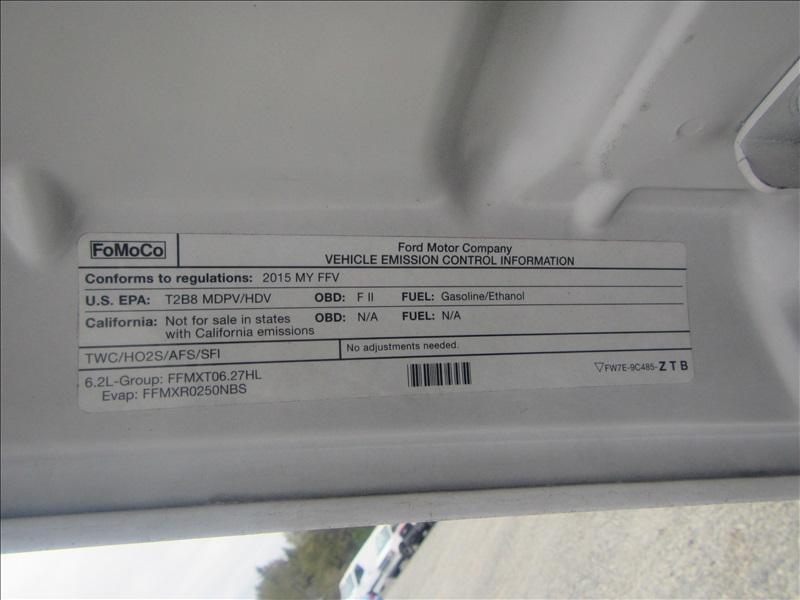 FoMoCo
Ford Motor Company
VEHICLE EMISSION CONTROL INFORMATION
Conforms to regulations: 2015 MY FFV
U.S. EPA: T2B8 MDPV/HDV OBD: F II FUEL: Gasoline/Ethanol
California: Not for sale in states OBD: N/A FUEL: N/A
with California emissions
TWC/HO2S/AFS/SFI
No adjustments needed.
6.2L-Group: FFMXT06.27HL
Evap: FFMXR0250NBS
▽FW7E-9C485-ZTB